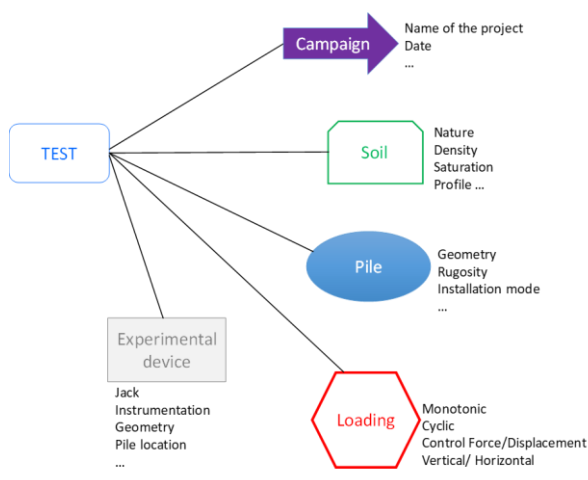 Campaign
Name of the project
Date
...
TEST
Soil
Nature
Density
Saturation
Profile ...
Pile
Geometry
Rugosity
Installation mode
...
Experimental
device
Jack
Instrumentation
Geometry
Pile location
...
Loading
Monotonic
Cyclic
Control Force/Displacement
Vertical/ Horizontal